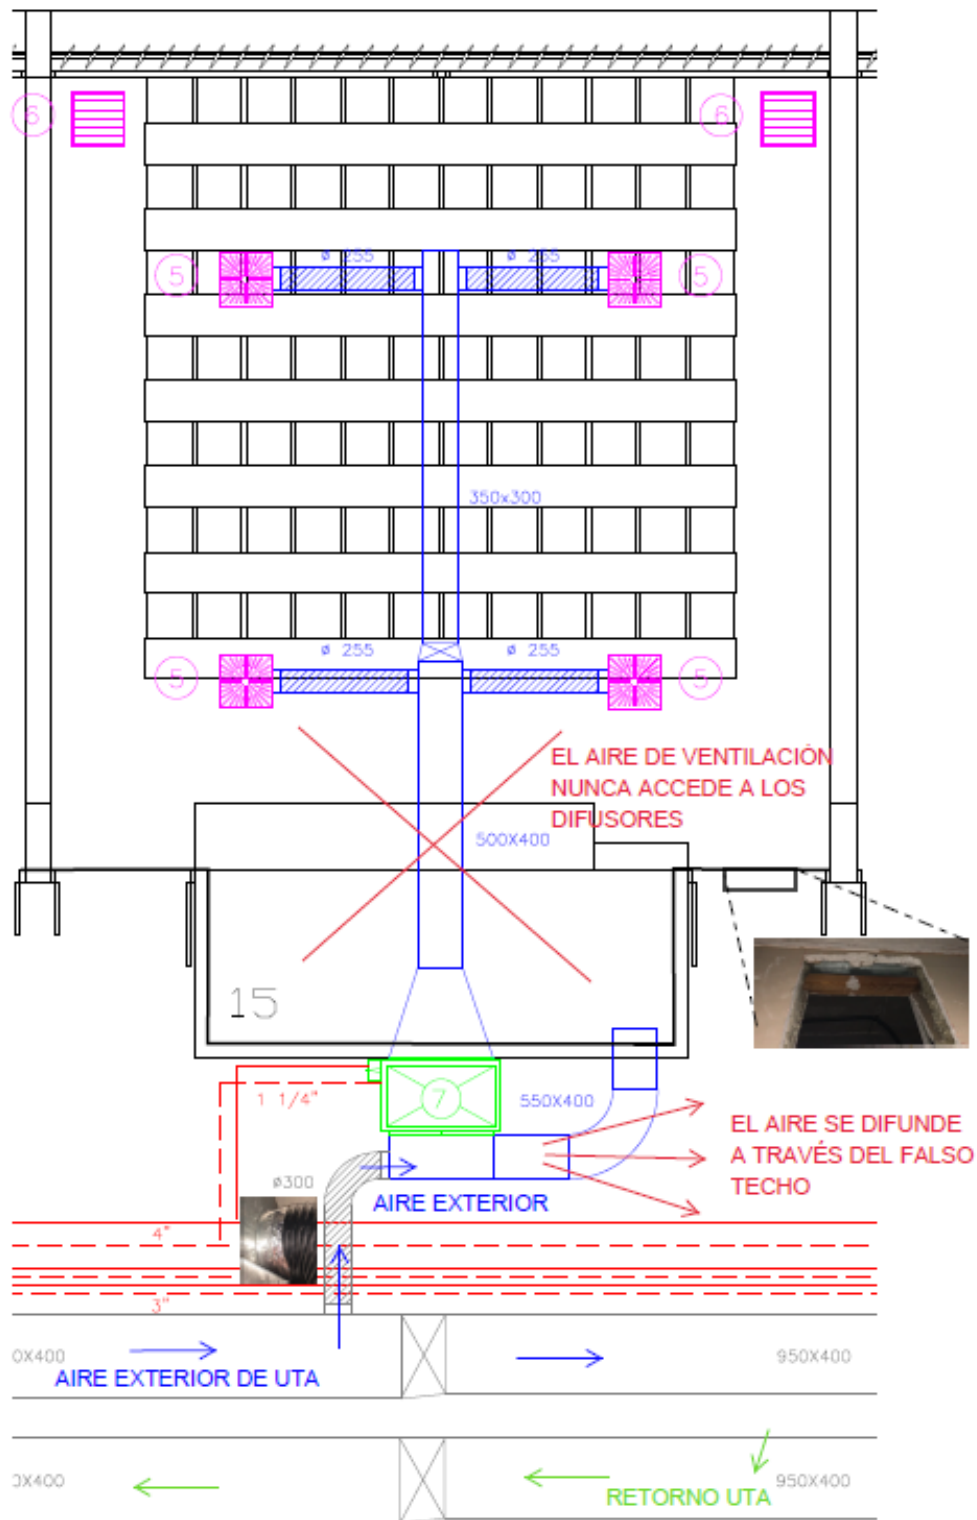 6
6
ø 255
ø 255
5
5
350x300
ø 255
ø 255
5
5
EL AIRE DE VENTILACIÓN
NUNCA ACCEDE A LOS
DIFUSORES
500X400
15
7
1 1/4"
550X400
EL AIRE SE DIFUNDE
A TRAVÉS DEL FALSO
TECHO
ø300
AIRE EXTERIOR
4"
3"
0X400
950X400
AIRE EXTERIOR DE UTA
0X400
950X400
RETORNO UTA